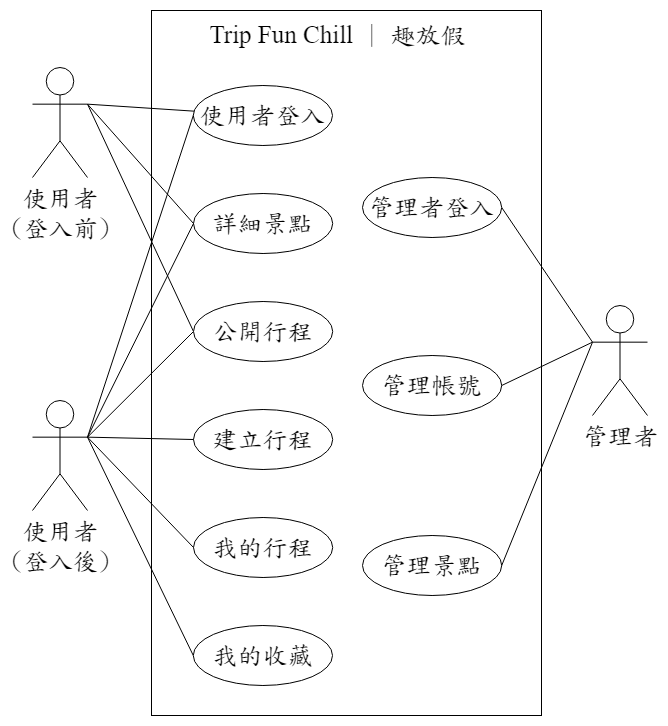 Trip Fun Chill ｜ 趣放假
使用者
（登入前）
使用者登入
詳細景點
公開行程
建立行程
我的行程
我的收藏
使用者
（登入後）
管理者登入
管理帳號
管理景點
管理者